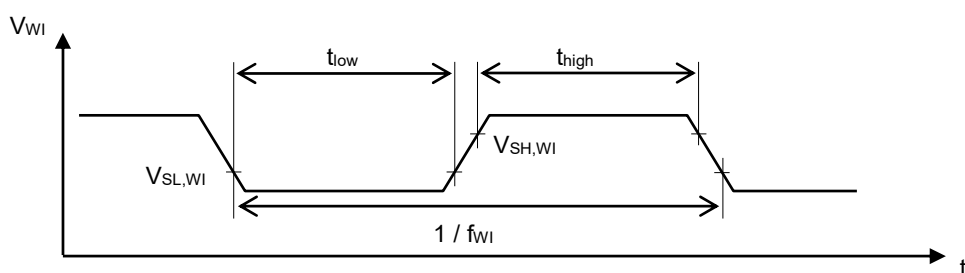 VWI
tlow
thigh
VSH,WI
VSL,WI
1 / fWI
t